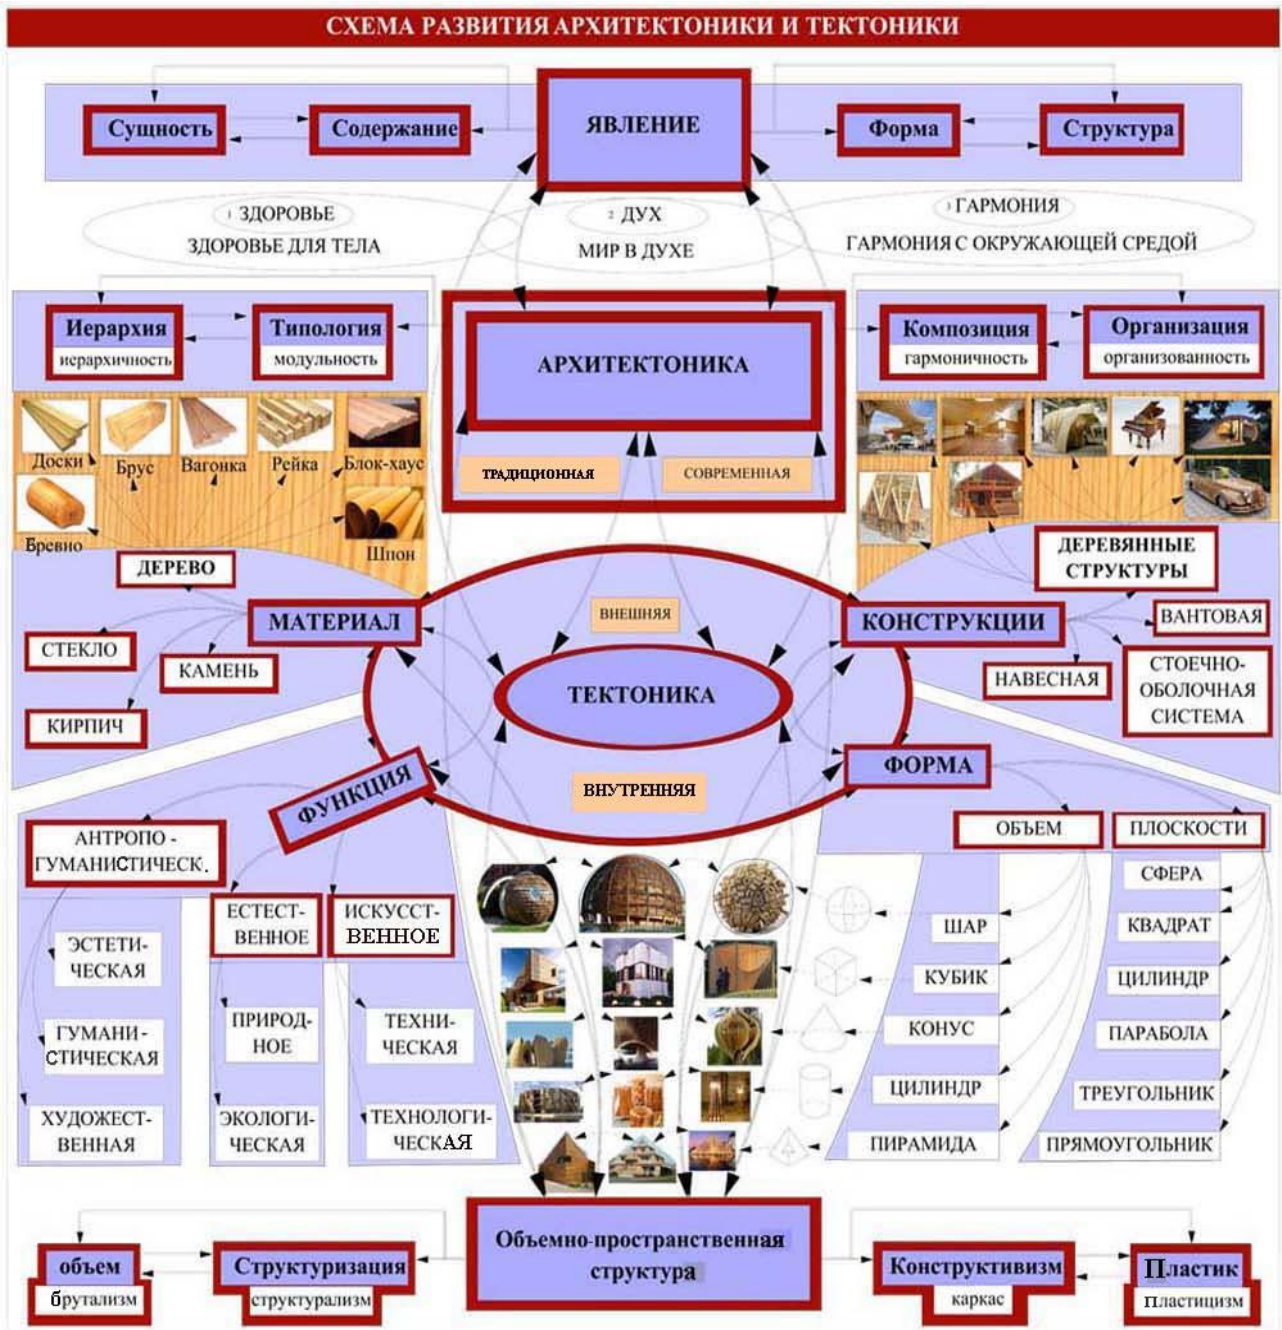 СХЕМА РАЗВИТИЯ АРХИТЕКТОНИКИ И ТЕКТОНИКИ
Сущность
Содержание
ЯВЛЕНИЕ
Форма
Структура
1 ЗДОРОВЬЕ
ЗДОРОВЬЕ ДЛЯ ТЕЛА
2 ДУХ
МИР В ДУХЕ
3 ГАРМОНИЯ
ГАРМОНИЯ С ОКРУЖАЮЩЕЙ СРЕДОЙ
Иерархия
иерархичность
Типология
модульность
АРХИТЕКТОНИКА
Композиция
гармоничность
Организация
организованность
ТРАДИЦИОННАЯ
СОВРЕМЕННАЯ
Доски
Брус
Вагонка
Рейка
Блок-хаус
Бревно
Шпон
ДЕРЕВО
МАТЕРИАЛ
СТЕКЛО
КАМЕНЬ
КИРПИЧ
ВНЕШНЯЯ
ТЕКТОНИКА
ВНУТРЕННЯЯ
ДЕРЕВЯННЫЕ
СТРУКТУРЫ
КОНСТРУКЦИИ
ВАНТОВАЯ
НАВЕСНАЯ
СТОЕЧНО-
ОБОЛОЧНАЯ
СИСТЕМА
ФУНКЦИЯ
ФОРМА
АНТРОПО -
ГУМАНИСТИЧЕСК.
ЕСТЕСТ-
ВЕННОЕ
ИСКУССТ-
ВЕННОЕ
ЭСТЕТИ-
ЧЕСКАЯ
ГУМАНИ -
СТИЧЕСКАЯ
ХУДОЖЕСТ-
ВЕННАЯ
ПРИРОД-
НОЕ
ЭКОЛОГИ-
ЧЕСКАЯ
ТЕХНИ-
ЧЕСКАЯ
ТЕХНОЛОГИ-
ЧЕСКАЯ
ОБЪЕМ
ПЛОСКОСТИ
ШАР
КУБИК
КОНУС
ЦИЛИНДР
ПИРАМИДА
СФЕРА
КВАДРАТ
ЦИЛИНДР
ПАРАБОЛА
ТРЕУГОЛЬНИК
ПРЯМОУГОЛЬНИК
объем
брутализм
Структуризация
структурализм
Объемно-пространственная
структура
Конструктивизм
каркас
Пластик
пластицизм